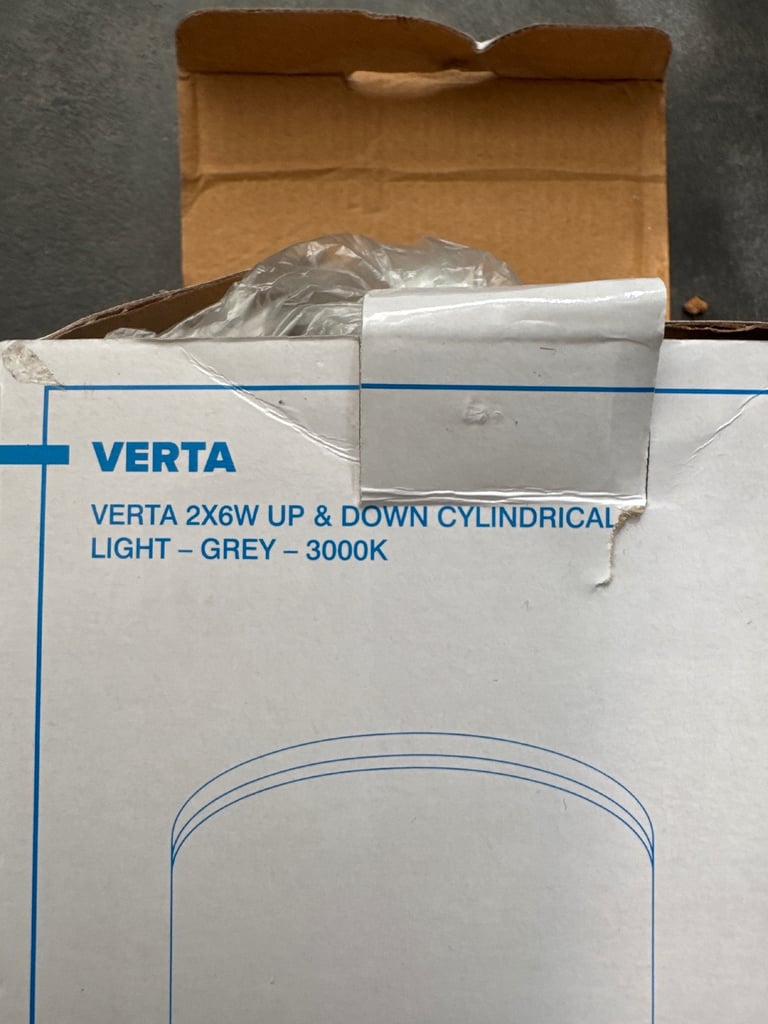 VERTA
VERTA 2X6W UP & DOWN CYLINDRICAL
LIGHT – GREY – 3000K